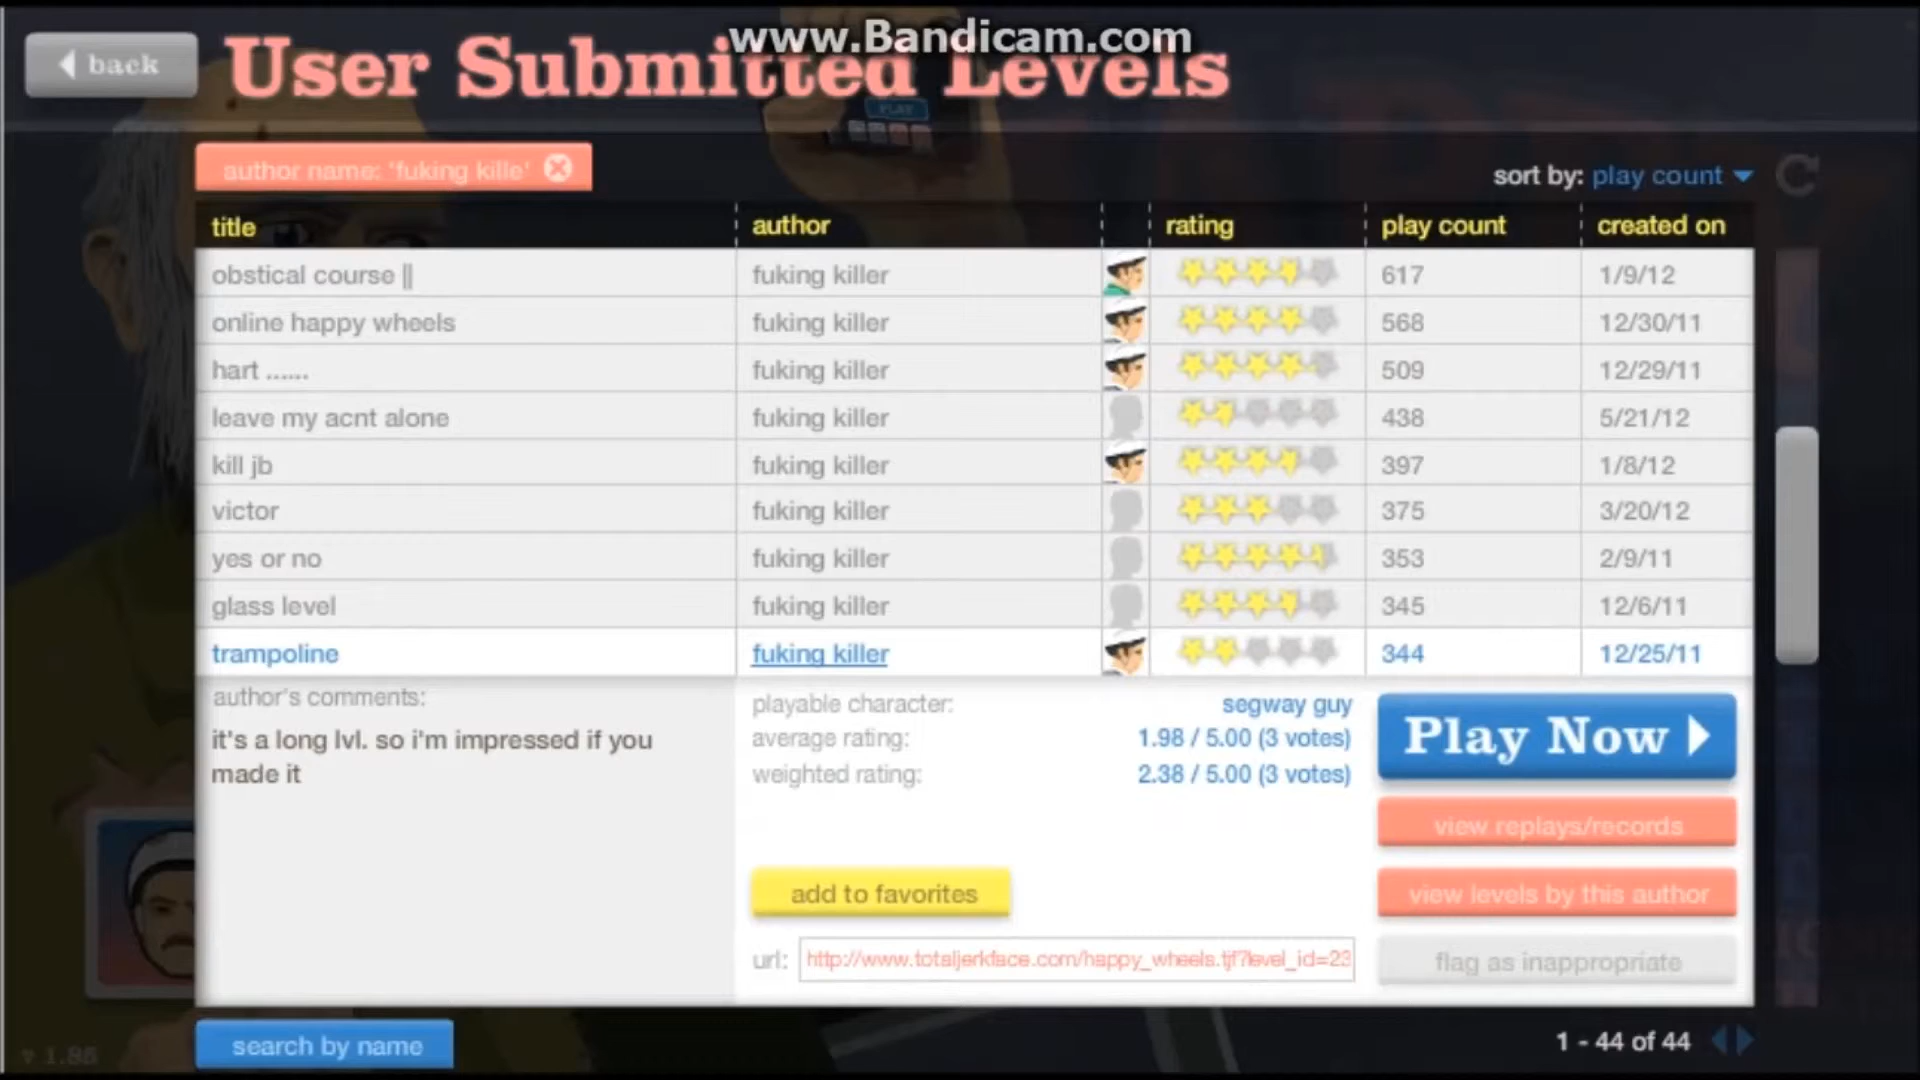 www.Bandicam.com
back
User Submitted Levels
PLAY
author name: 'fuking kille'
sort by: play count
title author rating play count created on
obstical course || fuking killer 617 1/9/12
online happy wheels fuking killer 568 12/30/11
hart ...... fuking killer 509 12/29/11
leave my acnt alone fuking killer 438 5/21/12
kill jb fuking killer 397 1/8/12
victor fuking killer 375 3/20/12
yes or no fuking killer 353 2/9/11
glass level fuking killer 345 12/6/11
trampoline fuking killer 344 12/25/11
author's comments:
it's a long lvl. so i'm impressed if you
made it
playable character: segway guy
average rating: 1.98 / 5.00 (3 votes)
weighted rating: 2.38 / 5.00 (3 votes)
Play Now
view replays/records
add to favorites
view levels by this author
url: http://www.totaljerkface.com/happy_wheels.tjf?level_id=23
flag as inappropriate
search by name
1 - 44 of 44